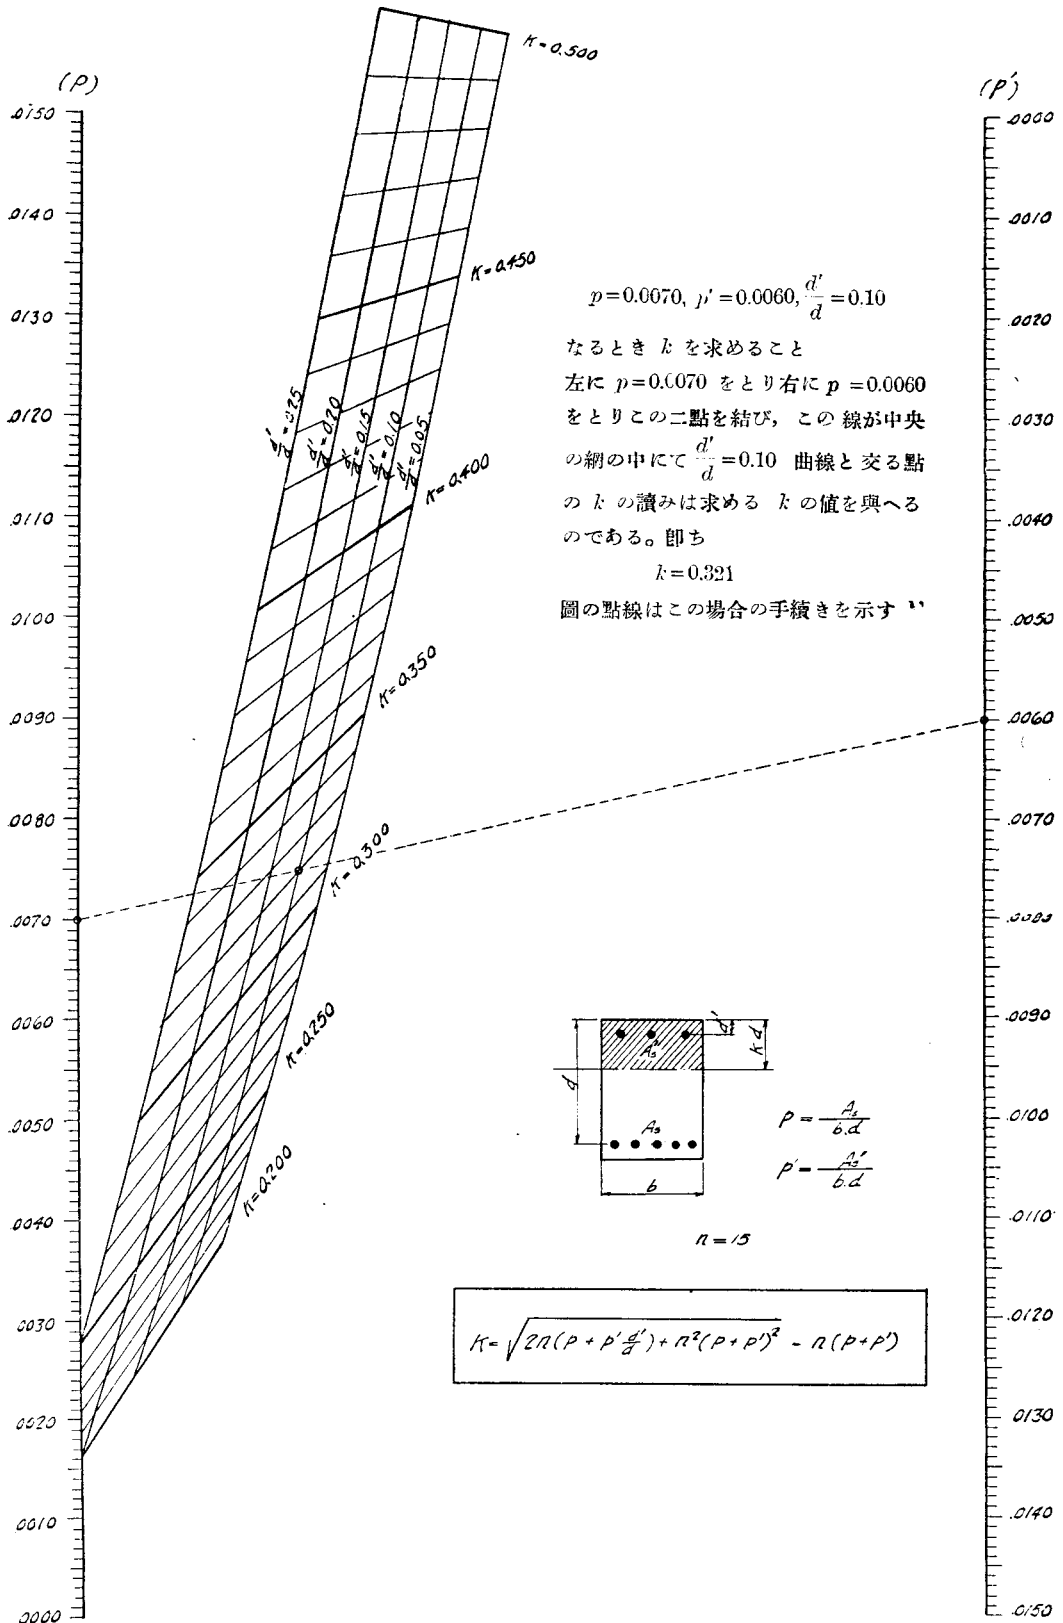 (P)
.0150
.0140
.0130
.0120
.0110
.0100
.0090
.0080
.0070
.0060
.0050
.0040
.0030
.0020
.0010
.0000
K=0.500
K=0.450
K=0.400
K=0.350
K=0.300
K=0.250
K=0.200
d'/d=0.25
d'/d=0.20
d'/d=0.15
d'/d=0.10
d'/d=0.05
p=0.0070, p'=0.0060, d'/d=0.10
なるとき k を求めること
左に p=0.0070 をとり右に p =0.0060
をとりこの二點を結び, この線が中央
の網の中にて d'/d=0.10 曲線と交る點
の k の讀みは求める k の値を與へる
のである。卽ち
k=0.321
圖の點線はこの場合の手續きを示す
d
d'
kd
As'
As
b
P = As/b.d
P' = As'/b.d
n=15
K=√2n(P+P'd'/d)+n²(P+P')² - n(P+P')
(P')
.0000
.0010
.0020
.0030
.0040
.0050
.0060
.0070
.0080
.0090
.0100
.0110
.0120
.0130
.0140
.0150